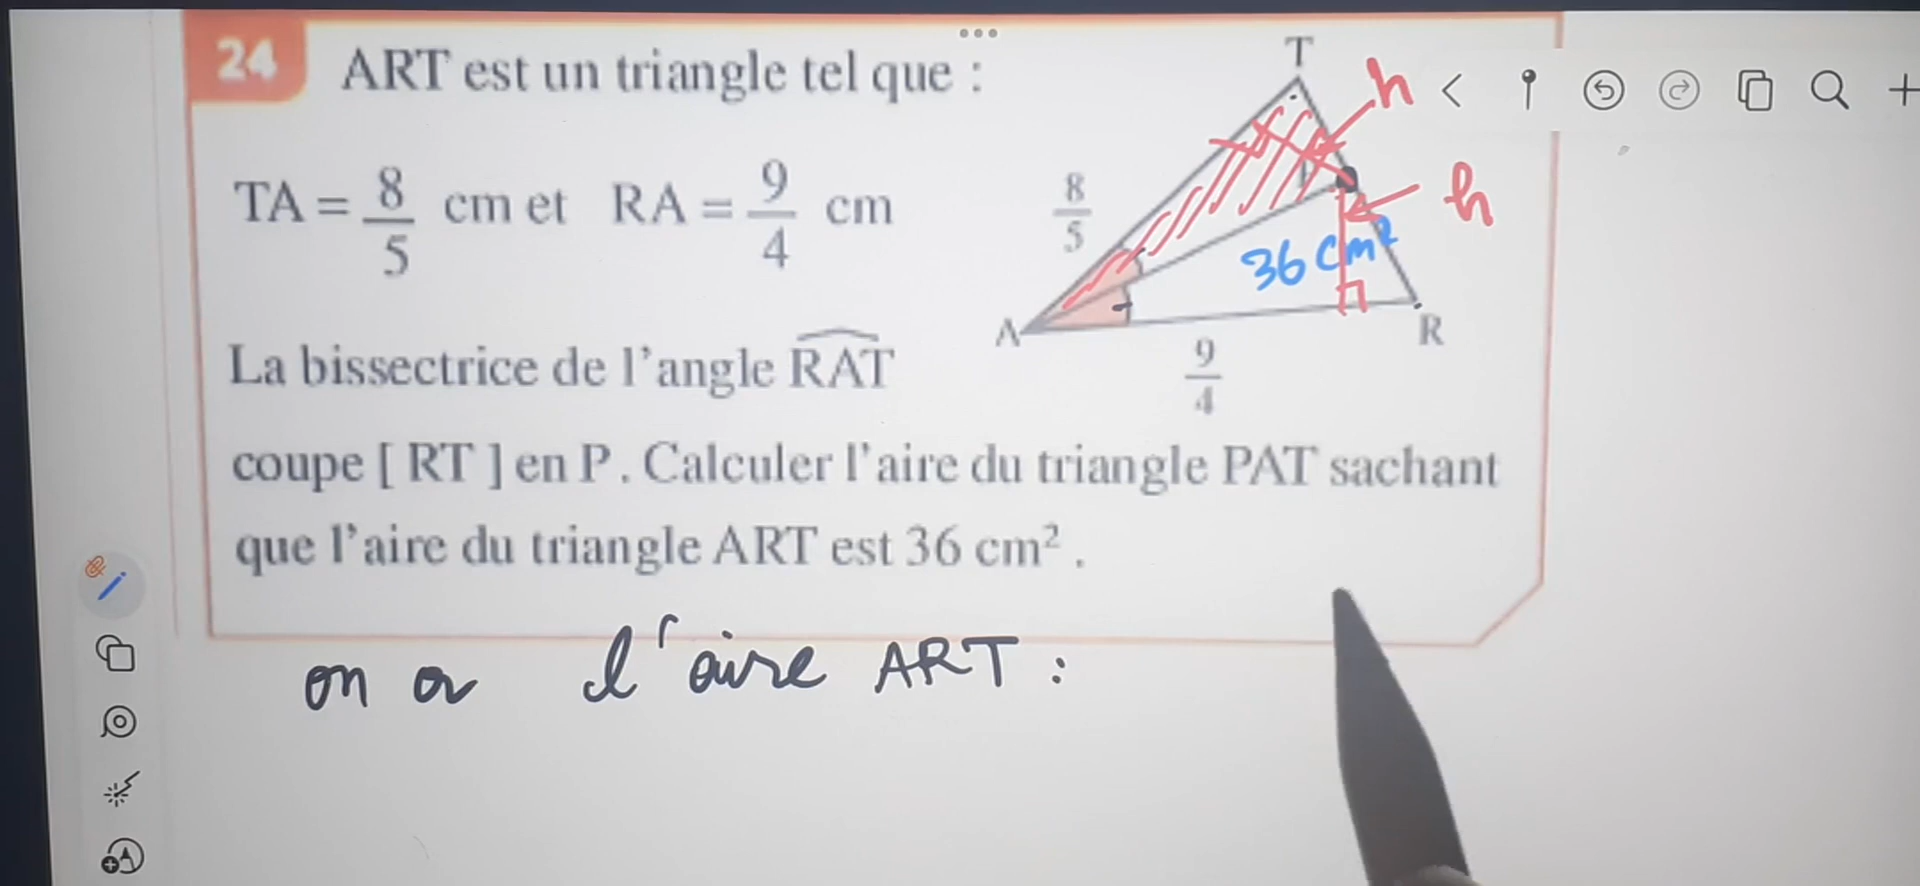 24 ART est un triangle tel que :
T
h
TA = 8/5 cm et RA = 9/4 cm
8/5
h
36 cm²
A
R
9/4
La bissectrice de l'angle RAT
coupe [ RT ] en P . Calculer l'aire du triangle PAT sachant
que l'aire du triangle ART est 36 cm² .
on a l'aire ART :